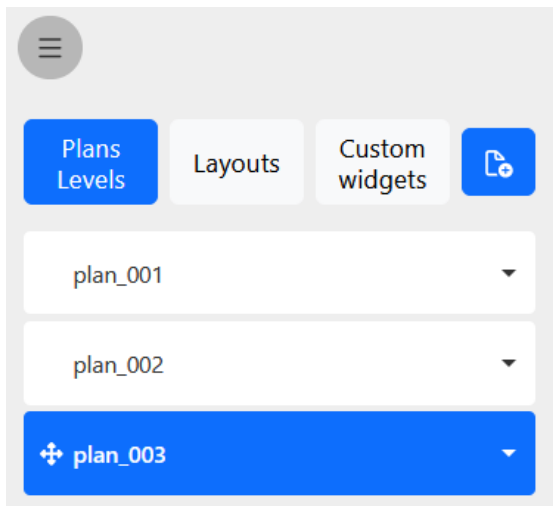 Plans
Levels
Layouts
Custom
widgets
plan_001
plan_002
plan_003